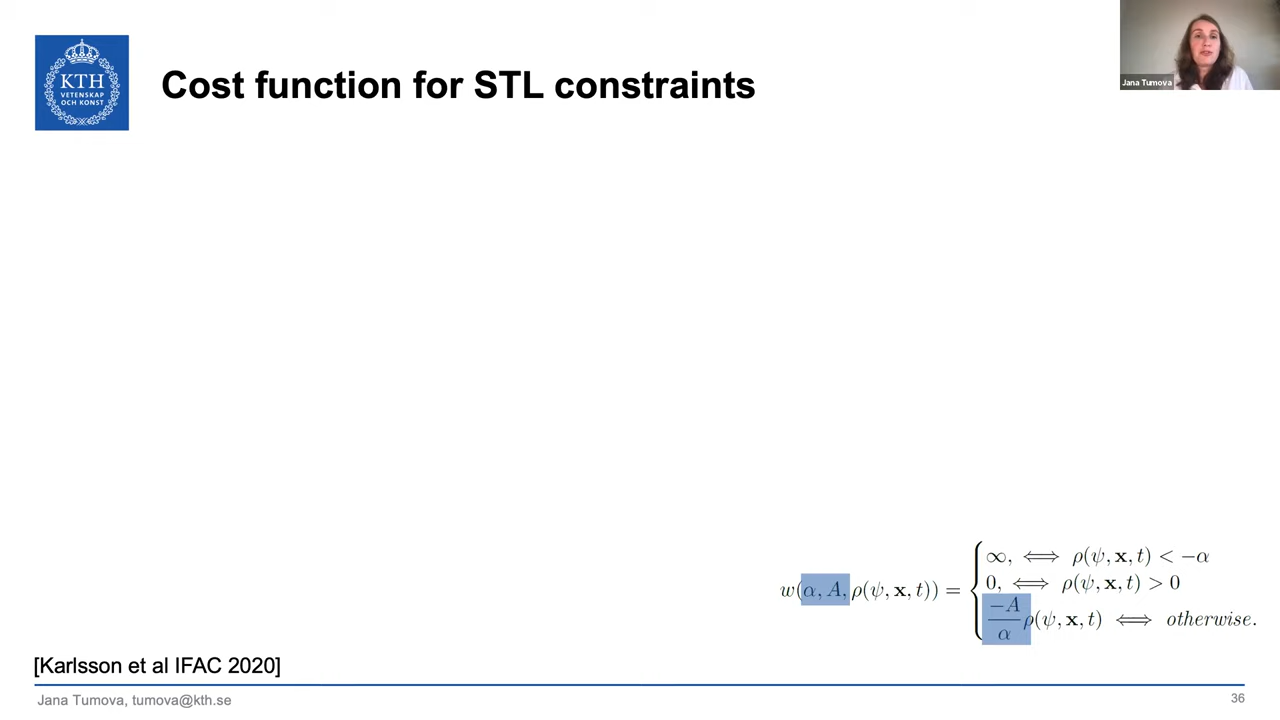 Jana Tumova
KTH
VETENSKAP
OCH KONST
Cost function for STL constraints
w(α, A, ρ(ψ, x, t)) = { ∞, ⟺ ρ(ψ, x, t) < −α
0, ⟺ ρ(ψ, x, t) > 0
−A/α ρ(ψ, x, t) ⟺ otherwise.
[Karlsson et al IFAC 2020]
Jana Tumova, tumova@kth.se
36